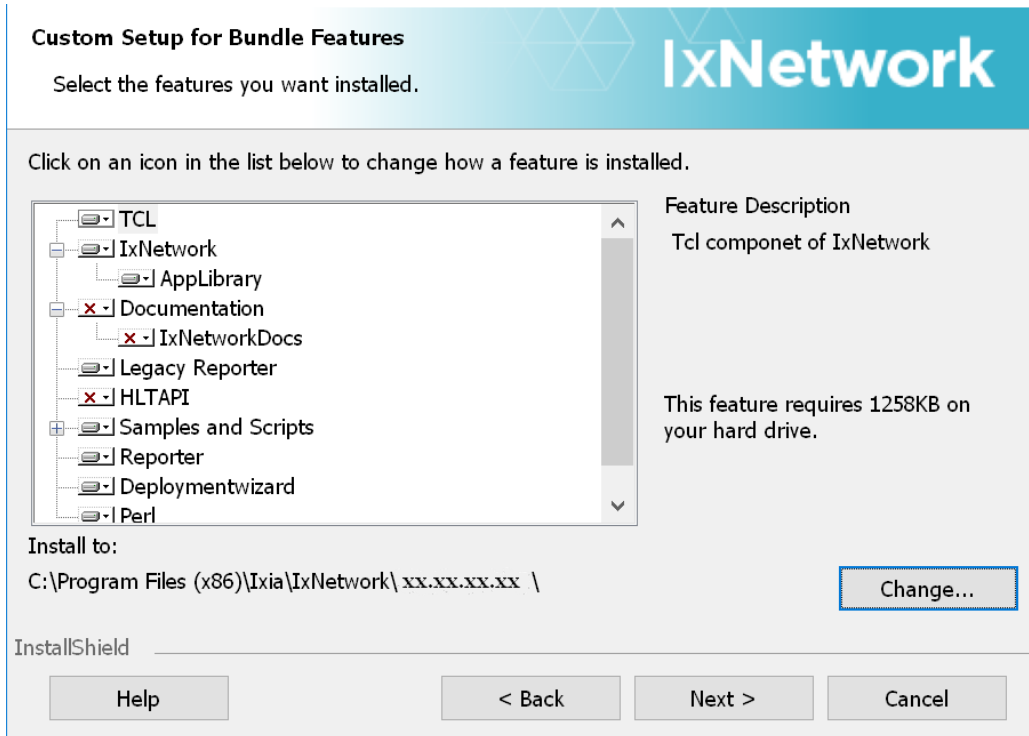 Custom Setup for Bundle Features
Select the features you want installed.
IxNetwork
Click on an icon in the list below to change how a feature is installed.
TCL
IxNetwork
AppLibrary
Documentation
IxNetworkDocs
Legacy Reporter
HLTAPI
Samples and Scripts
Reporter
Deploymentwizard
Perl
Feature Description
Tcl componet of IxNetwork
This feature requires 1258KB on
your hard drive.
Install to:
C:\Program Files (x86)\Ixia\IxNetwork\ xx.xx.xx.xx \
Change...
InstallShield
Help
< Back
Next >
Cancel